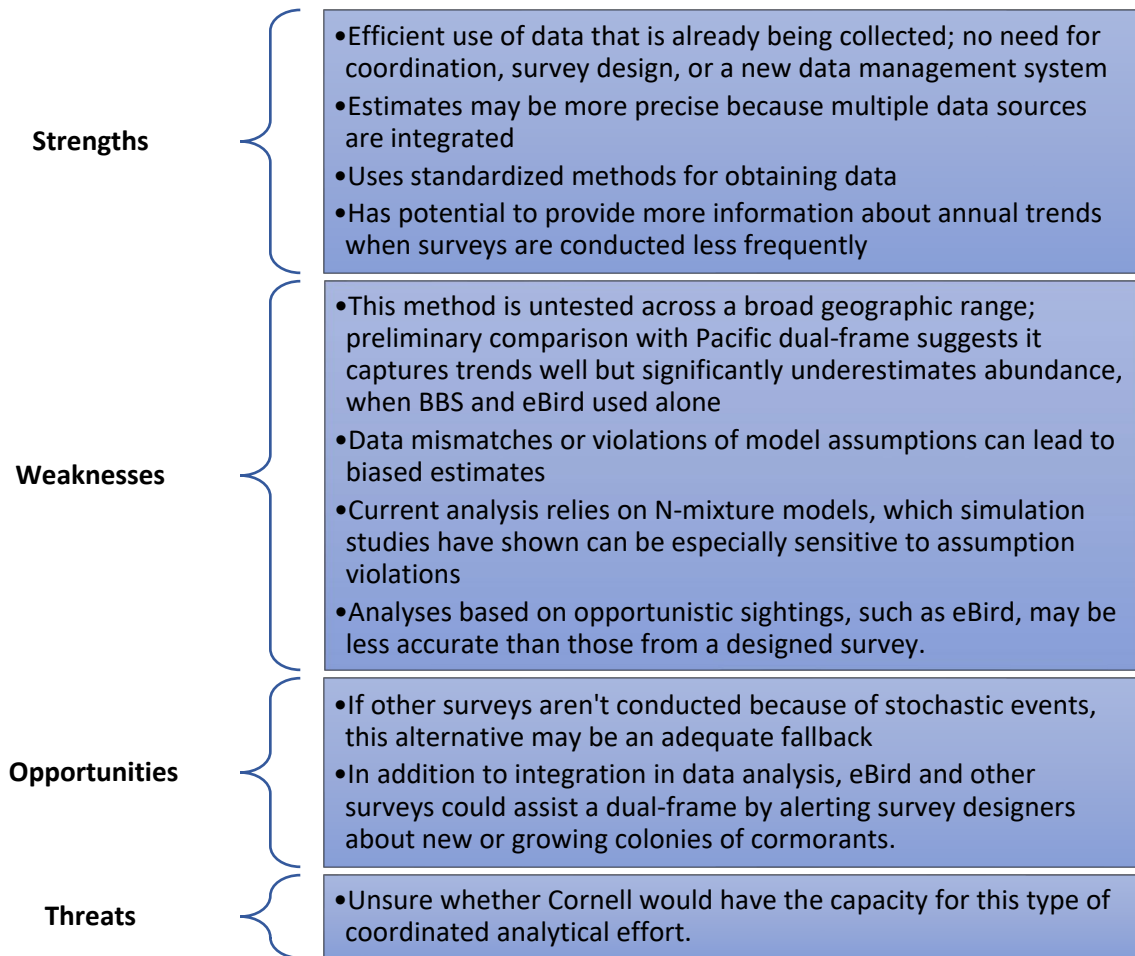 Strengths
•Efficient use of data that is already being collected; no need for
coordination, survey design, or a new data management system
•Estimates may be more precise because multiple data sources
are integrated
•Uses standardized methods for obtaining data
•Has potential to provide more information about annual trends
when surveys are conducted less frequently
Weaknesses
•This method is untested across a broad geographic range;
preliminary comparison with Pacific dual-frame suggests it
captures trends well but significantly underestimates abundance,
when BBS and eBird used alone
•Data mismatches or violations of model assumptions can lead to
biased estimates
•Current analysis relies on N-mixture models, which simulation
studies have shown can be especially sensitive to assumption
violations
•Analyses based on opportunistic sightings, such as eBird, may be
less accurate than those from a designed survey.
Opportunities
•If other surveys aren't conducted because of stochastic events,
this alternative may be an adequate fallback
•In addition to integration in data analysis, eBird and other
surveys could assist a dual-frame by alerting survey designers
about new or growing colonies of cormorants.
Threats
•Unsure whether Cornell would have the capacity for this type of
coordinated analytical effort.